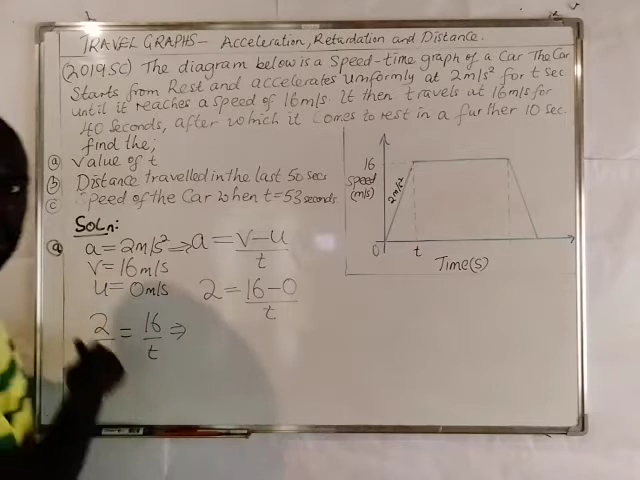 TRAVEL GRAPHS- Acceleration, Retardation and Distance.
(2019.SC) The diagram below is a Speed-time graph of a Car The Car
Starts from Rest and accelerates uniformly at 2m/s² for t sec
until it reaches a speed of 16m/s. It then travels at 16m/s for
40 Seconds, after which it Comes to rest in a further 10 sec.
find the;
(a) Value of t
(b) Distance travelled in the last 50 secs
(c) Speed of the Car when t=53 seconds
16
Speed
(m/s)
2m/s²
0
t
Time(s)
Soln:
(a) a=2m/s² ⇒ a = V-U/t
V=16m/s
U=0m/s
2 = 16-0/t
2 = 16/t ⇒